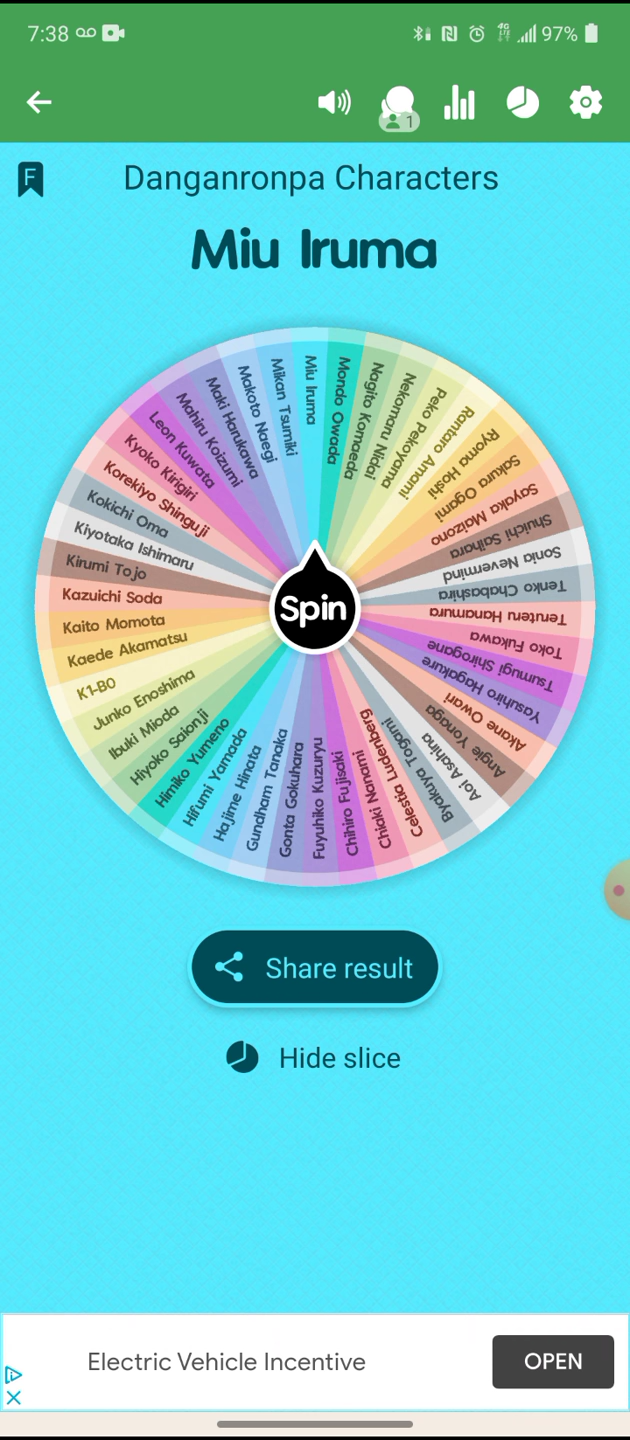 7:38
4G
LTE
97%
1
F
Danganronpa Characters
Miu Iruma
Miu Iruma
Mondo Owada
Nagito Komaeda
Nekomaru Nidai
Peko Pekoyama
Rantaro Amami
Ryoma Hoshi
Sakura Ogami
Sayaka Maizono
Shuichi Saihara
Sonia Nevermind
Tenko Chabashira
Teruteru Hanamura
Toko Fukawa
Tsumugi Shirogane
Yasuhiro Hagakure
Akane Owari
Angie Yonaga
Aoi Asahina
Byakuya Togami
Celestia Ludenberg
Chiaki Nanami
Chihiro Fujisaki
Fuyuhiko Kuzuryu
Gonta Gokuhara
Gundham Tanaka
Hajime Hinata
Hifumi Yamada
Himiko Yumeno
Hiyoko Saionji
Ibuki Mioda
Junko Enoshima
K1-B0
Kaede Akamatsu
Kaito Momota
Kazuichi Soda
Kirumi Tojo
Kiyotaka Ishimaru
Kokichi Oma
Korekiyo Shinguji
Kyoko Kirigiri
Leon Kuwata
Mahiru Koizumi
Maki Harukawa
Makoto Naegi
Mikan Tsumiki
Spin
Share result
Hide slice
Electric Vehicle Incentive
OPEN